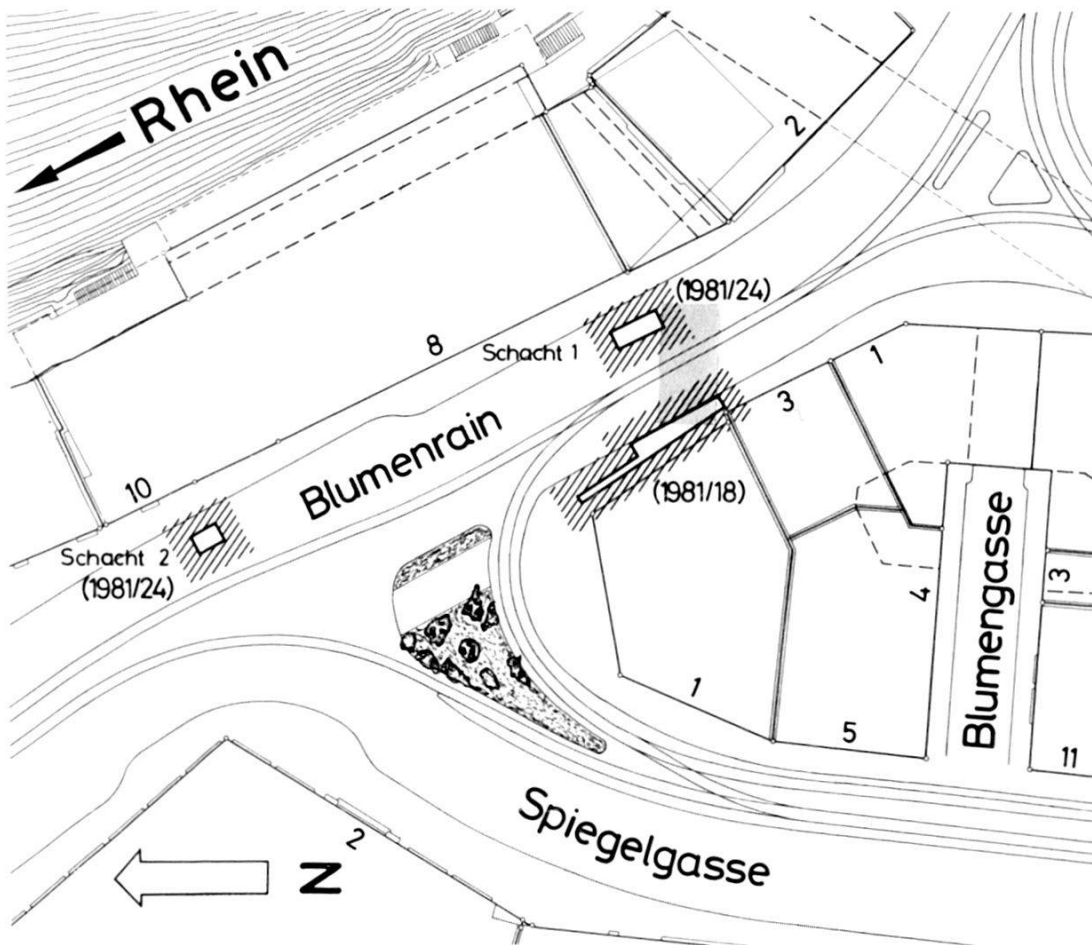 Rhein
2
(1981/24)
8
Schacht 1
1
3
Blumenrain
(1981/18)
10
Schacht 2
(1981/24)
4
3
Blumengasse
1
5
11
Spiegelgasse
2
N